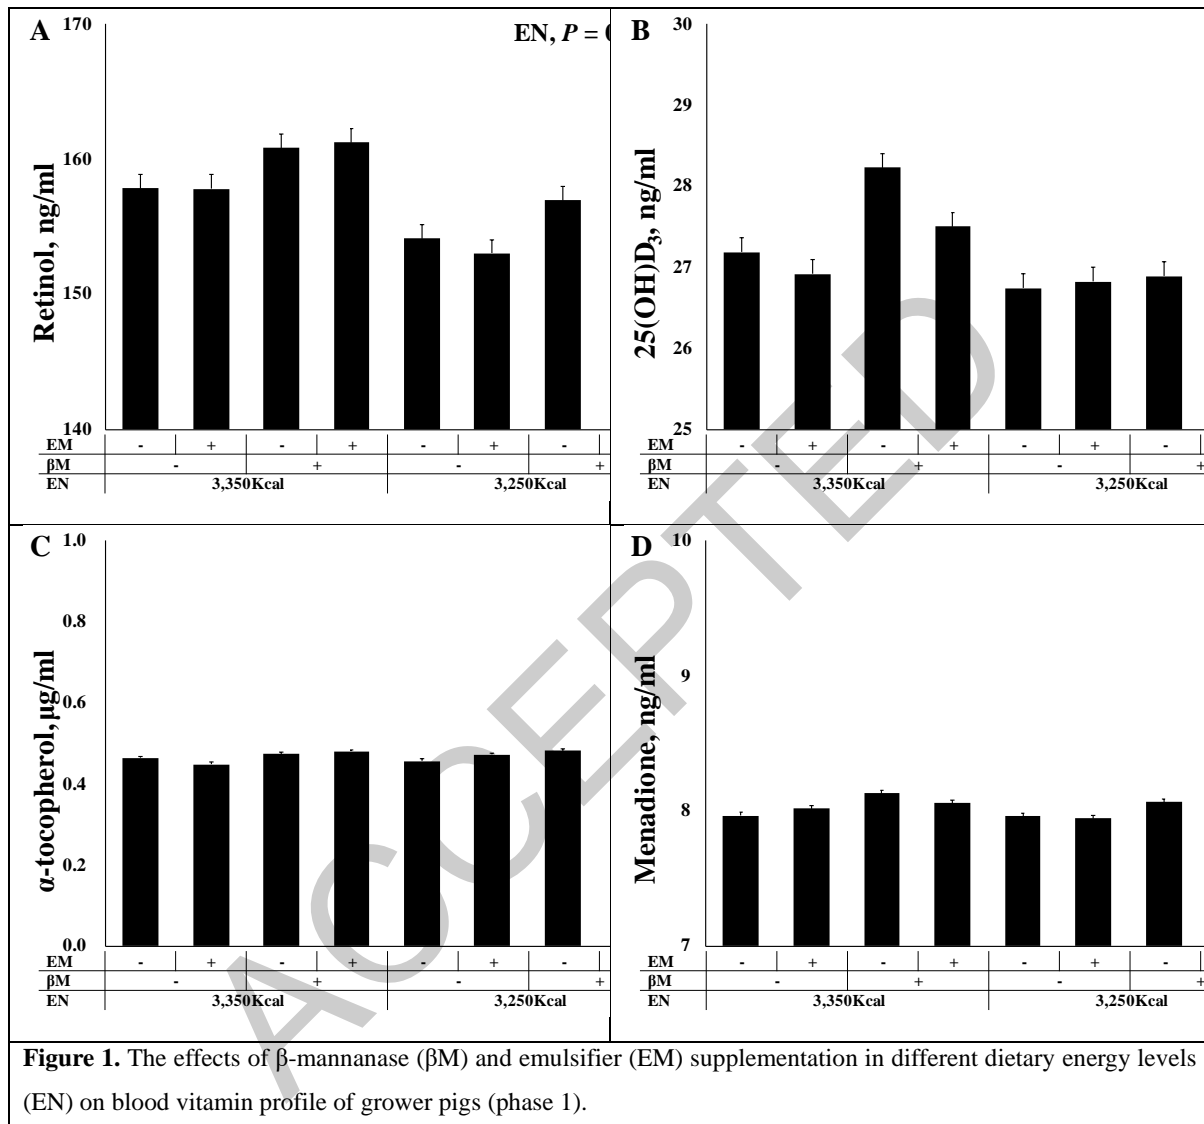 A
EN, P = 0
170
160
150
140
Retinol, ng/ml
EM - + - + - + -
βM - + - +
EN 3,350Kcal 3,250Kcal
B
30
29
28
27
26
25
25(OH)D3, ng/ml
EM - + - + - + -
βM - + - +
EN 3,350Kcal 3,250Kcal
C
1.0
0.8
0.6
0.4
0.2
0.0
α-tocopherol, μg/ml
EM - + - + - + -
βM - + - +
EN 3,350Kcal 3,250Kcal
D
10
9
8
7
Menadione, ng/ml
EM - + - + - + -
βM - + - +
EN 3,350Kcal 3,250Kcal
ACCEPTED
Figure 1. The effects of β-mannanase (βM) and emulsifier (EM) supplementation in different dietary energy levels
(EN) on blood vitamin profile of grower pigs (phase 1).